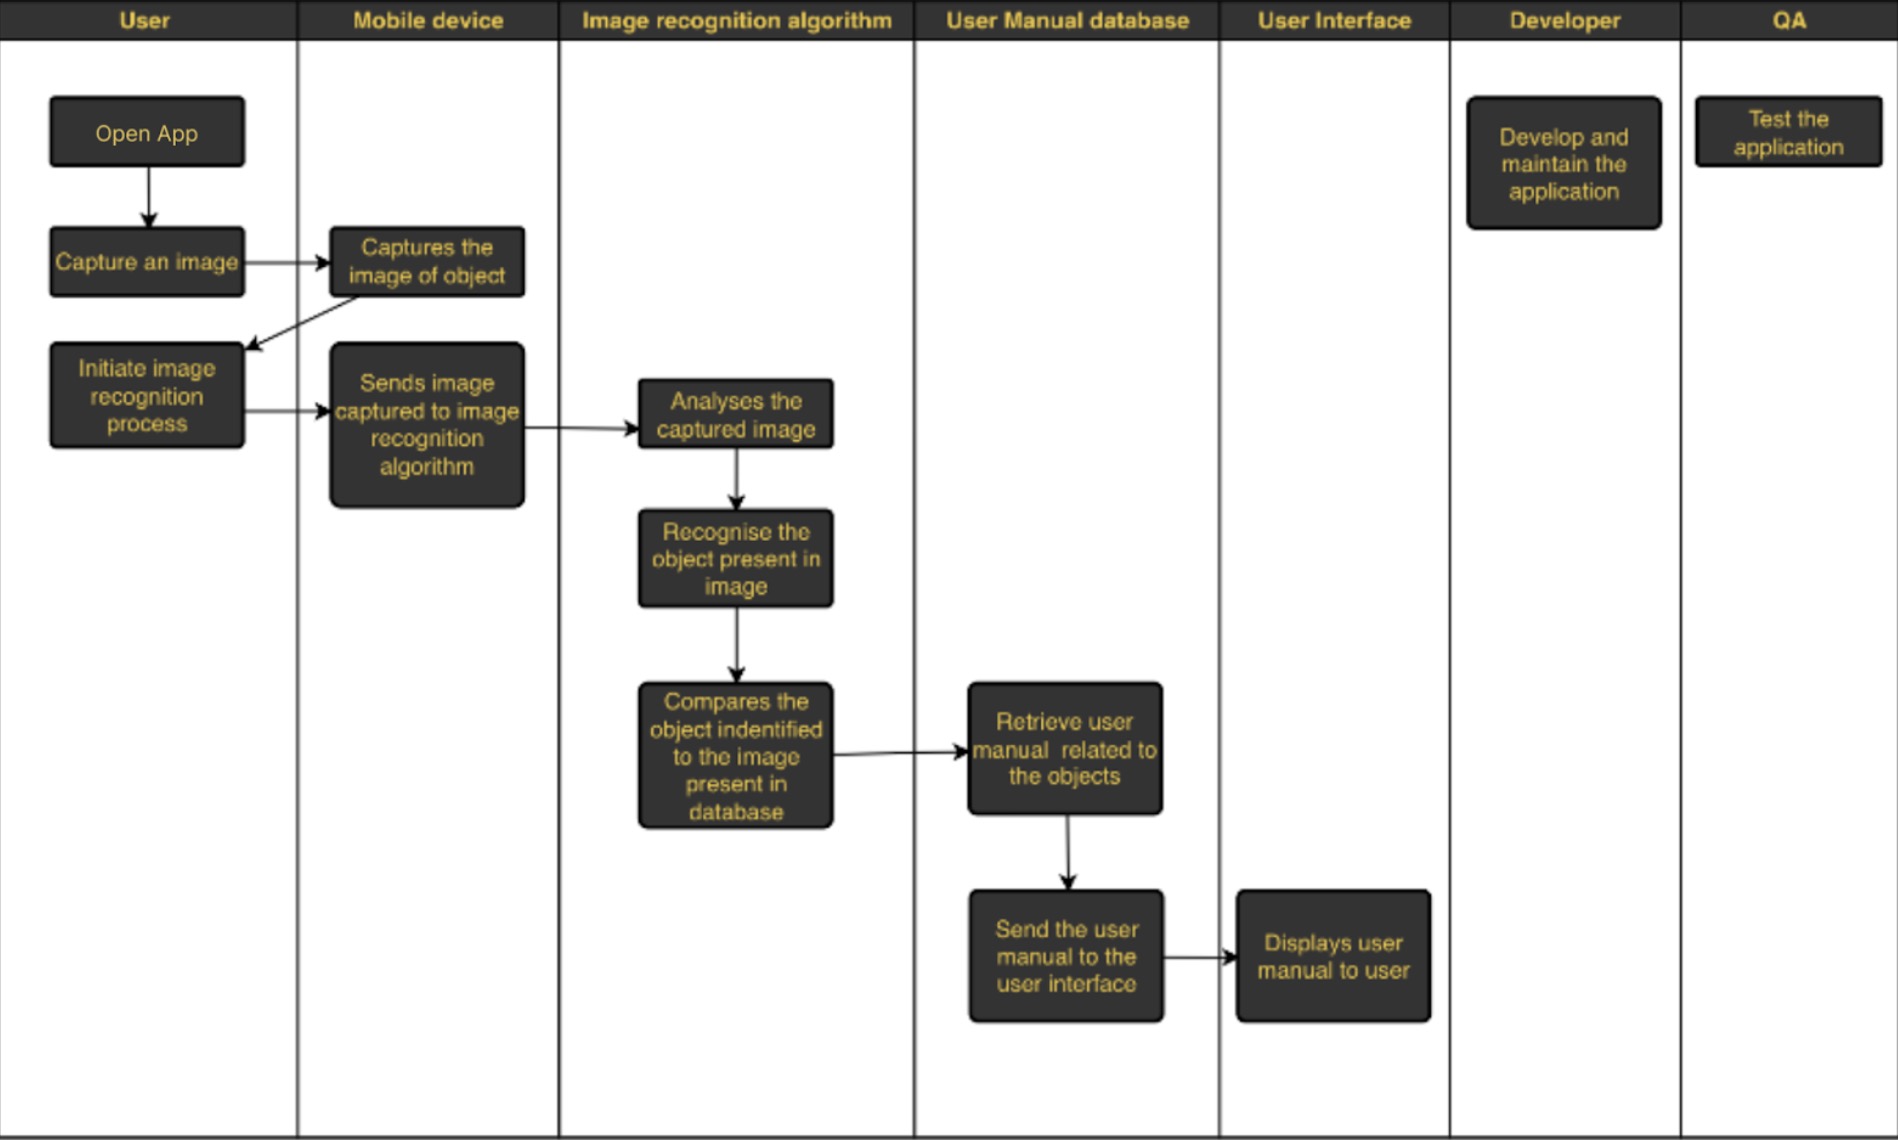 User
Mobile device
Image recognition algorithm
User Manual database
User Interface
Developer
QA
Open App
Capture an image
Captures the
image of object
Initiate image
recognition
process
Sends image
captured to image
recognition
algorithm
Analyses the
captured image
Recognise the
object present in
image
Compares the
object indentified
to the image
present in
database
Retrieve user
manual  related to
the objects
Send the user
manual to the
user interface
Displays user
manual to user
Develop and
maintain the
application
Test the
application